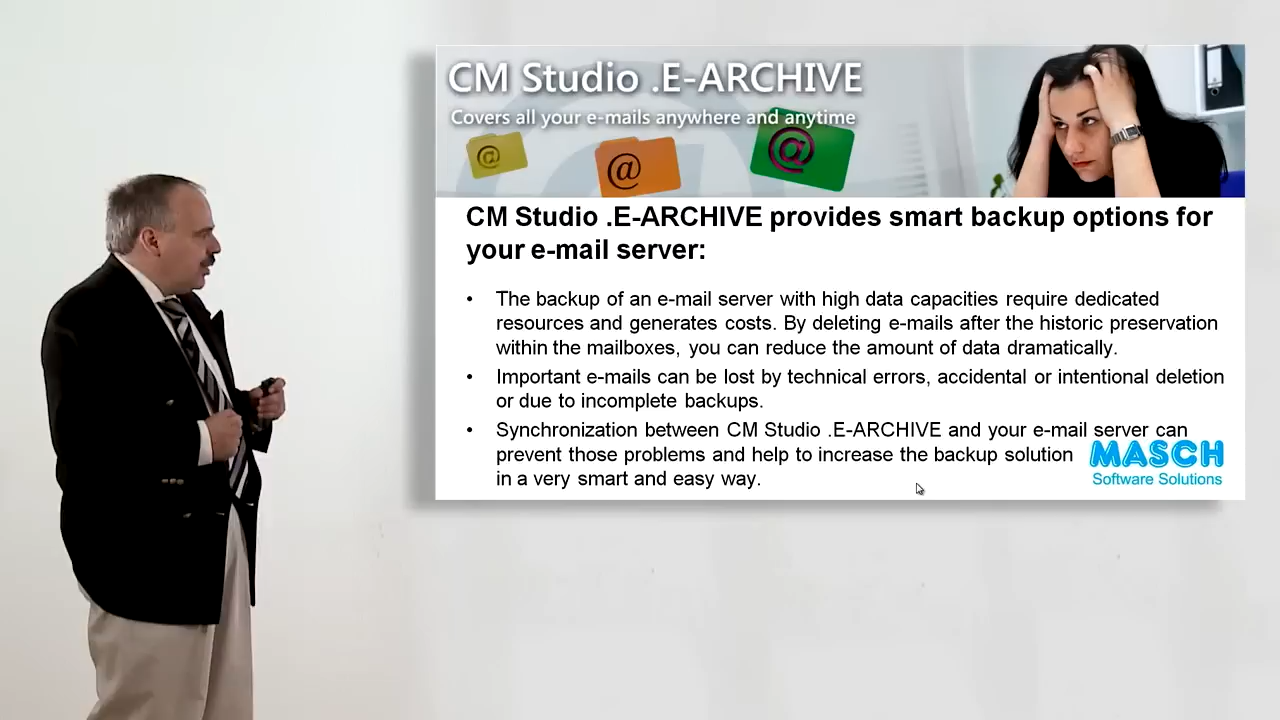 CM Studio .E-ARCHIVE
Covers all your e-mails anywhere and anytime
@
@
@
CM Studio .E-ARCHIVE provides smart backup options for
your e-mail server:
• The backup of an e-mail server with high data capacities require dedicated
resources and generates costs. By deleting e-mails after the historic preservation
within the mailboxes, you can reduce the amount of data dramatically.
• Important e-mails can be lost by technical errors, accidental or intentional deletion
or due to incomplete backups.
• Synchronization between CM Studio .E-ARCHIVE and your e-mail server can
prevent those problems and help to increase the backup solution
in a very smart and easy way.
MASCH
Software Solutions